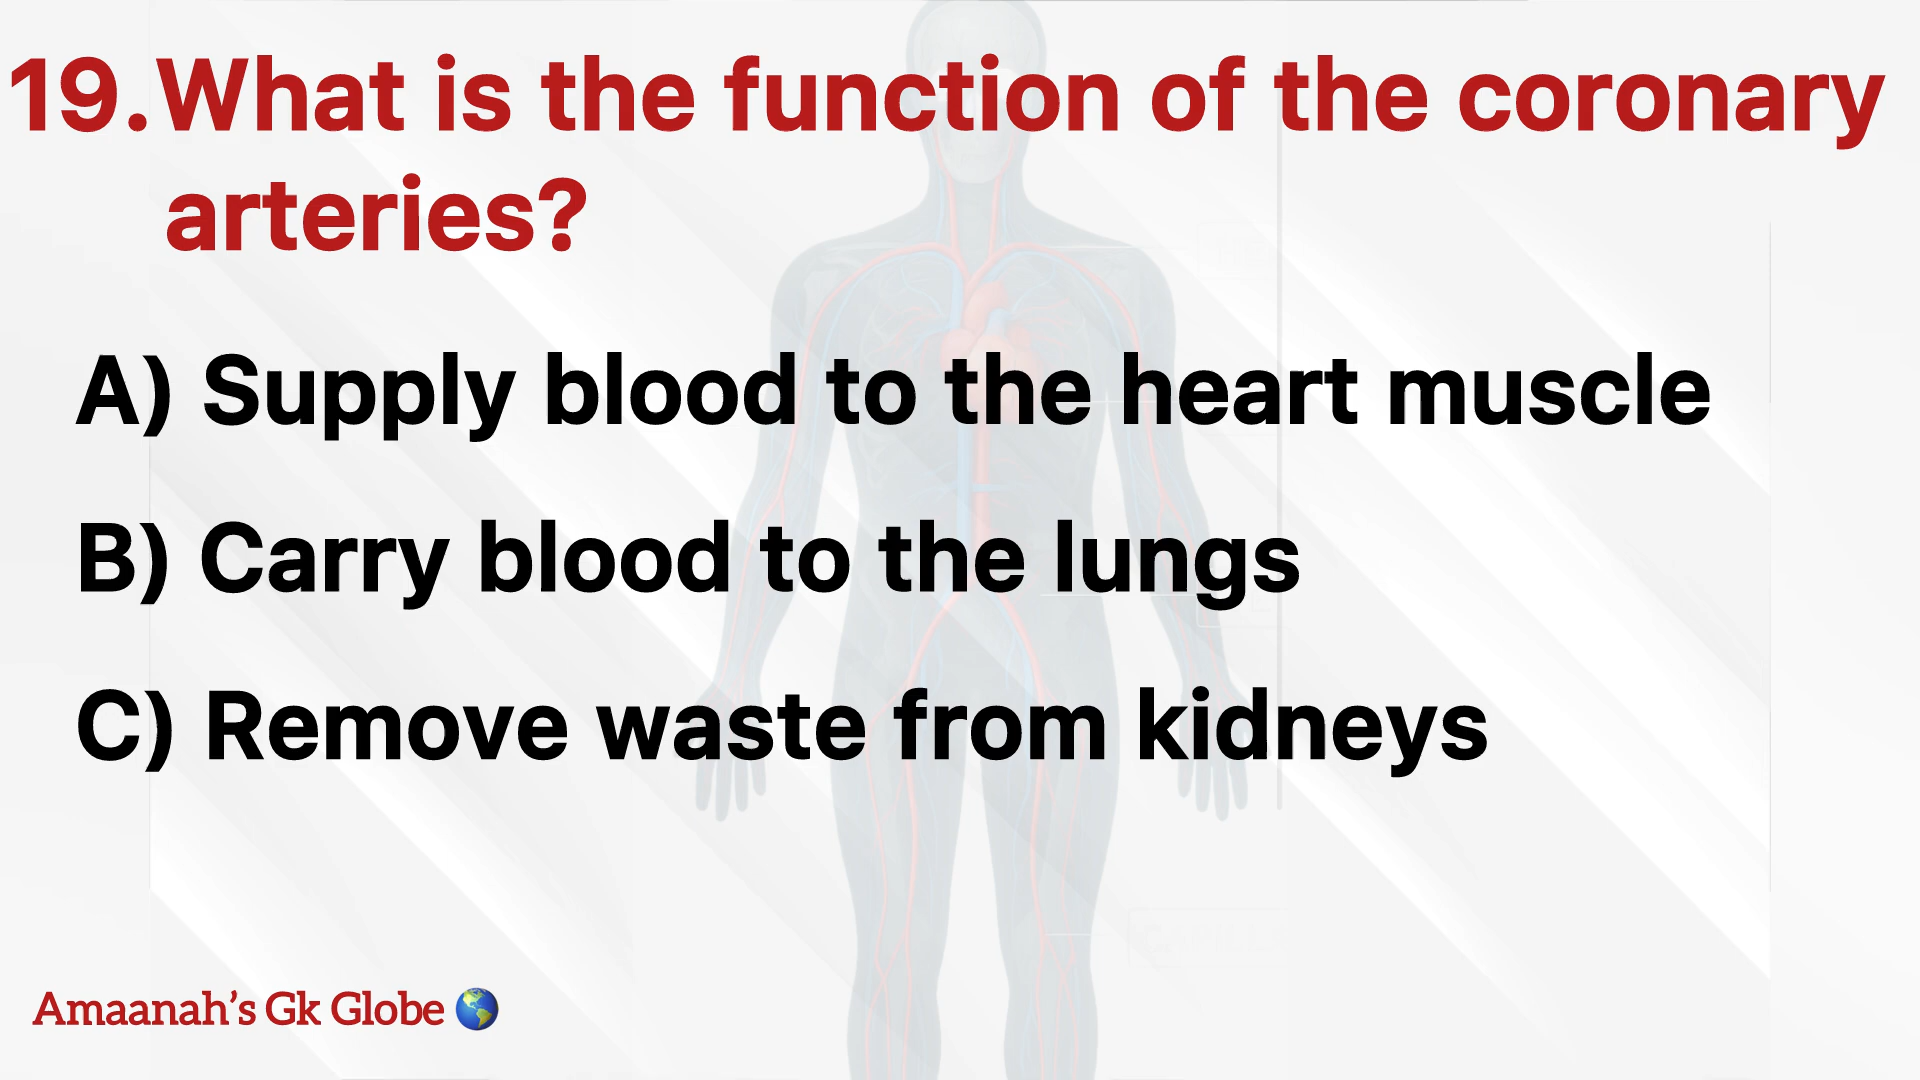 19.What is the function of the coronary
arteries?
A) Supply blood to the heart muscle
B) Carry blood to the lungs
C) Remove waste from kidneys
Amaanah’s Gk Globe